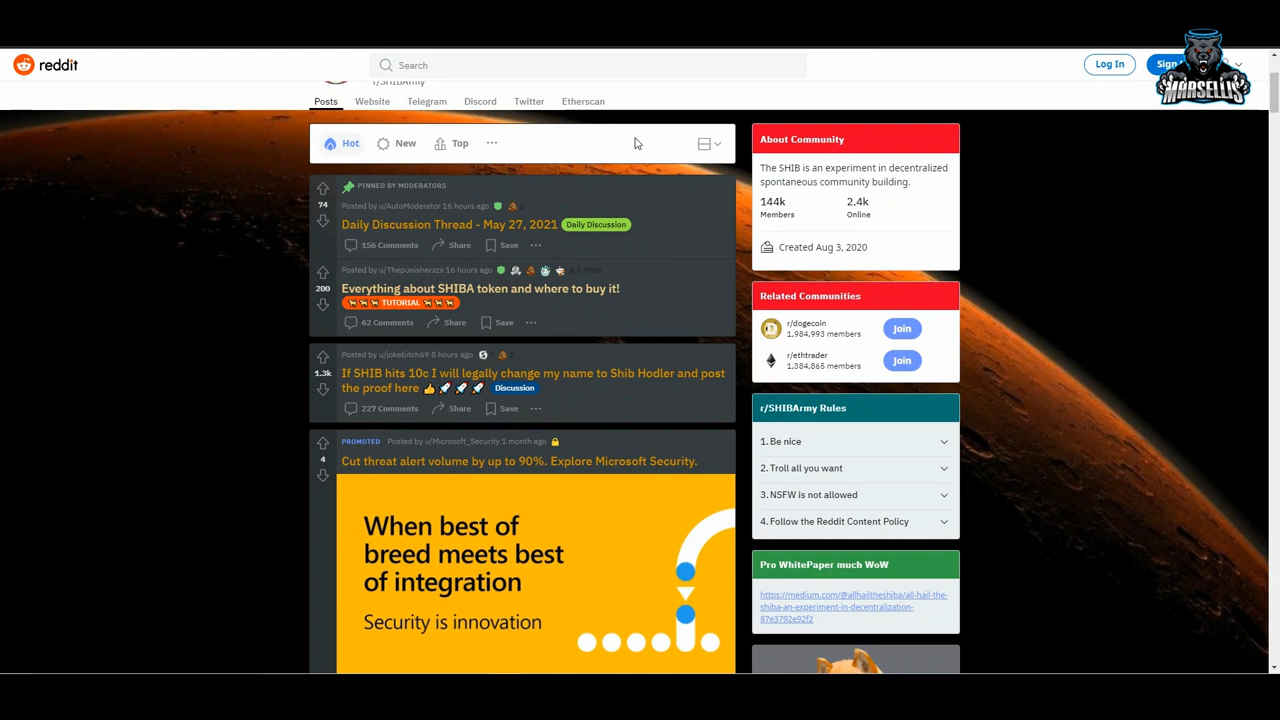 reddit
Search
Log In
Sign
MARSELLIS
r/SHIBArmy
Posts
Website
Telegram
Discord
Twitter
Etherscan
Hot
New
Top
PINNED BY MODERATORS
74
Posted by u/AutoModerator 16 hours ago
2
Daily Discussion Thread - May 27, 2021 Daily Discussion
156 Comments
Share
Save
Posted by u/Thepunisherxzx 16 hours ago
& 3 More
200
Everything about SHIBA token and where to buy it!
TUTORIAL
62 Comments
Share
Save
Posted by u/jokebitch69 8 hours ago
1.3k
If SHIB hits 10c I will legally change my name to Shib Hodler and post
the proof here 👍🚀🚀🚀 Discussion
227 Comments
Share
Save
PROMOTED Posted by u/Microsoft_Security 1 month ago
4
Cut threat alert volume by up to 90%. Explore Microsoft Security.
When best of
breed meets best
of integration
Security is innovation
About Community
The SHIB is an experiment in decentralized
spontaneous community building.
144k
2.4k
Members
Online
Created Aug 3, 2020
Related Communities
r/dogecoin
1,984,993 members
Join
r/ethtrader
1,384,865 members
Join
r/SHIBArmy Rules
1. Be nice
2. Troll all you want
3. NSFW is not allowed
4. Follow the Reddit Content Policy
Pro WhitePaper much WoW
https://medium.com/@allhailtheshiba/all-hail-the-
shiba-an-experiment-in-decentralization-
87e3792e92f2